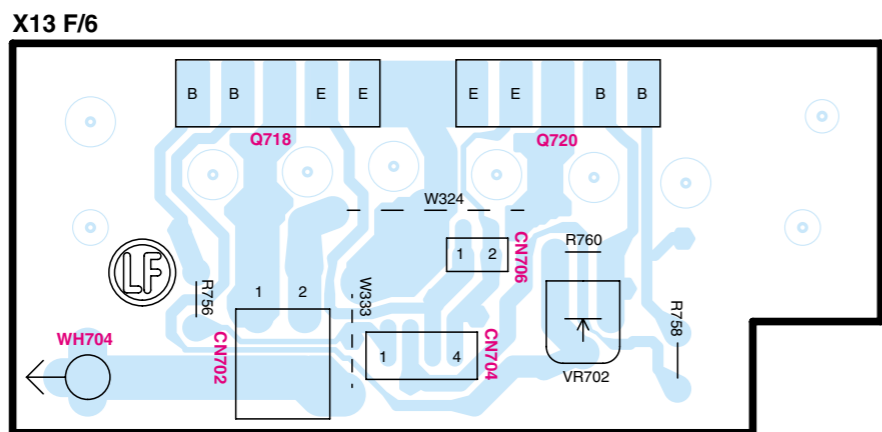 X13 F/6
B B E E
E E B B
Q718
Q720
W324
CN706
1 2
R760
LF
R756
1 2
W333
CN702
WH704
1 4
CN704
VR702
R758